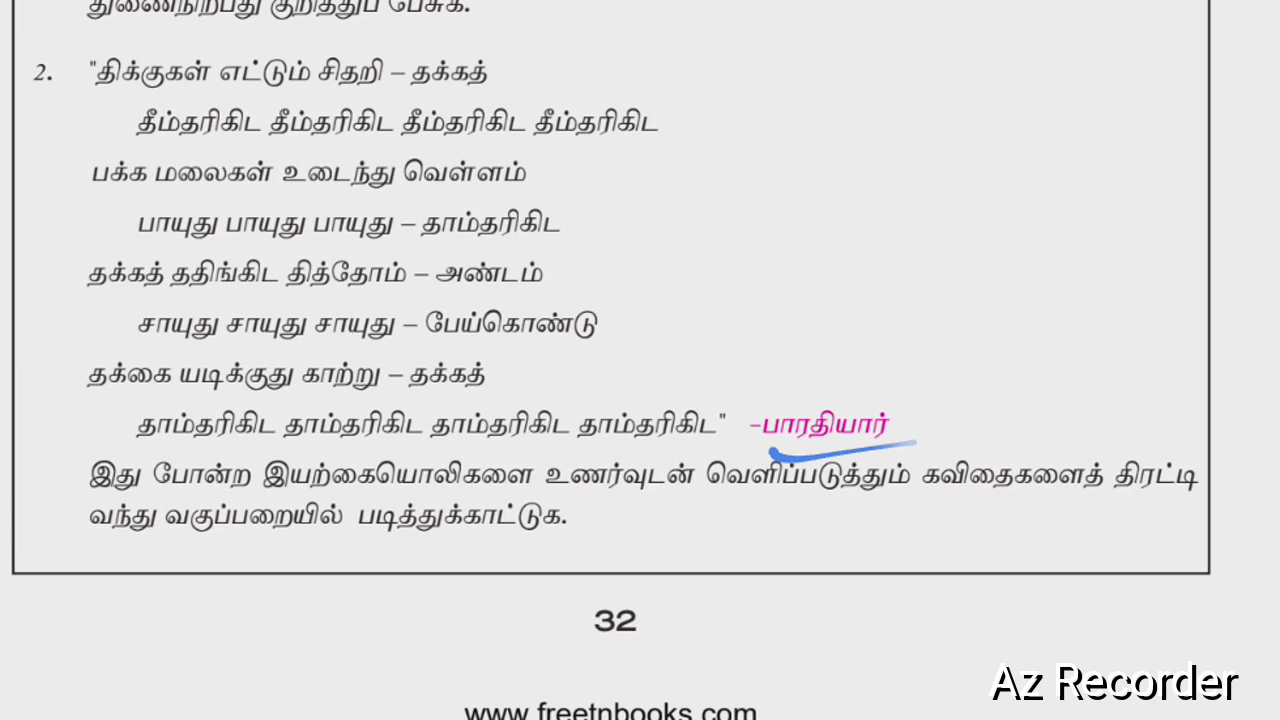 துணைநிற்பது குறித்துப் பேசுக.
2. "திக்குகள் எட்டும் சிதறி – தக்கத்
தீம்தரிகிட தீம்தரிகிட தீம்தரிகிட தீம்தரிகிட
பக்க மலைகள் உடைந்து வெள்ளம்
பாயுது பாயுது பாயுது – தாம்தரிகிட
தக்கத் ததிங்கிட தித்தோம் – அண்டம்
சாயுது சாயுது சாயுது – பேய்கொண்டு
தக்கை யடிக்குது காற்று – தக்கத்
தாம்தரிகிட தாம்தரிகிட தாம்தரிகிட தாம்தரிகிட" -பாரதியார்
இது போன்ற இயற்கையொலிகளை உணர்வுடன் வெளிப்படுத்தும் கவிதைகளைத் திரட்டி
வந்து வகுப்பறையில் படித்துக்காட்டுக.
32
Az Recorder
www.freetnbooks.com